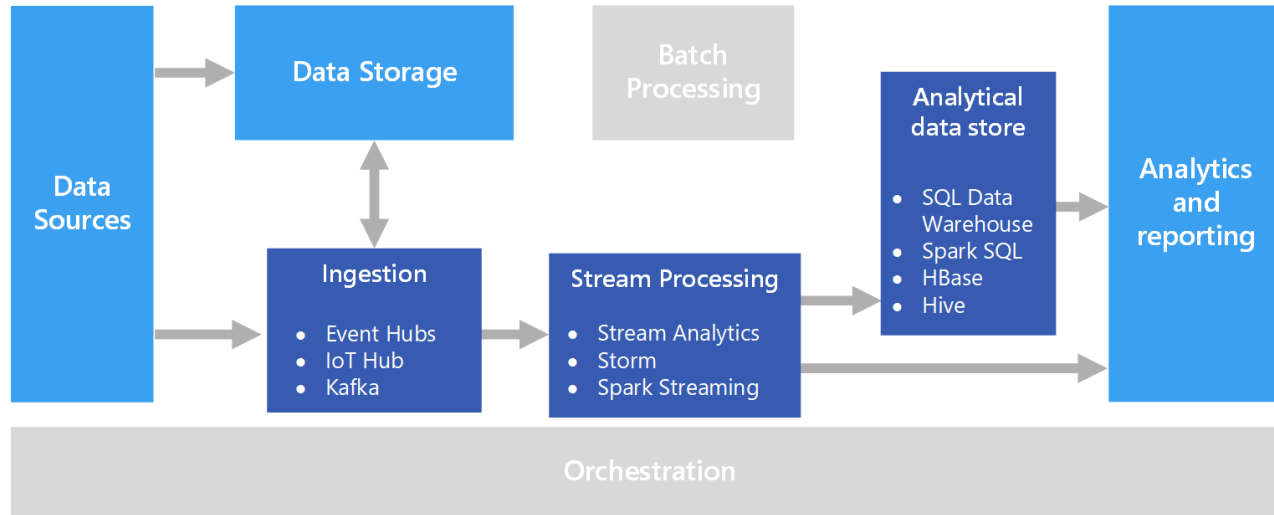 Data
Sources
Data Storage
Batch
Processing
Ingestion
● Event Hubs
● IoT Hub
● Kafka
Stream Processing
● Stream Analytics
● Storm
● Spark Streaming
Analytical
data store
● SQL Data
Warehouse
● Spark SQL
● HBase
● Hive
Analytics
and
reporting
Orchestration